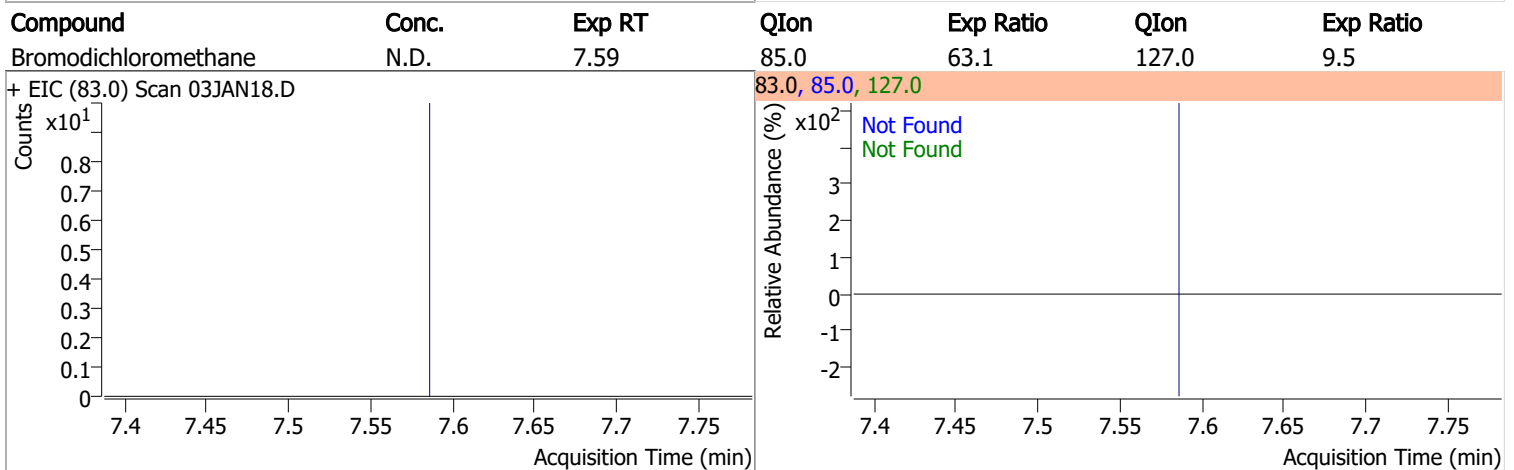 Compound Conc. Exp RT QIon Exp Ratio QIon Exp Ratio
Bromodichloromethane N.D. 7.59 85.0 63.1 127.0 9.5
+ EIC (83.0) Scan 03JAN18.D
Counts
x10^1
0.8
0.7
0.6
0.5
0.4
0.3
0.2
0.1
0
7.4 7.45 7.5 7.55 7.6 7.65 7.7 7.75
Acquisition Time (min)
83.0, 85.0, 127.0
Relative Abundance (%)
x10^2
Not Found
Not Found
3
2
1
0
-1
-2
7.4 7.45 7.5 7.55 7.6 7.65 7.7 7.75
Acquisition Time (min)